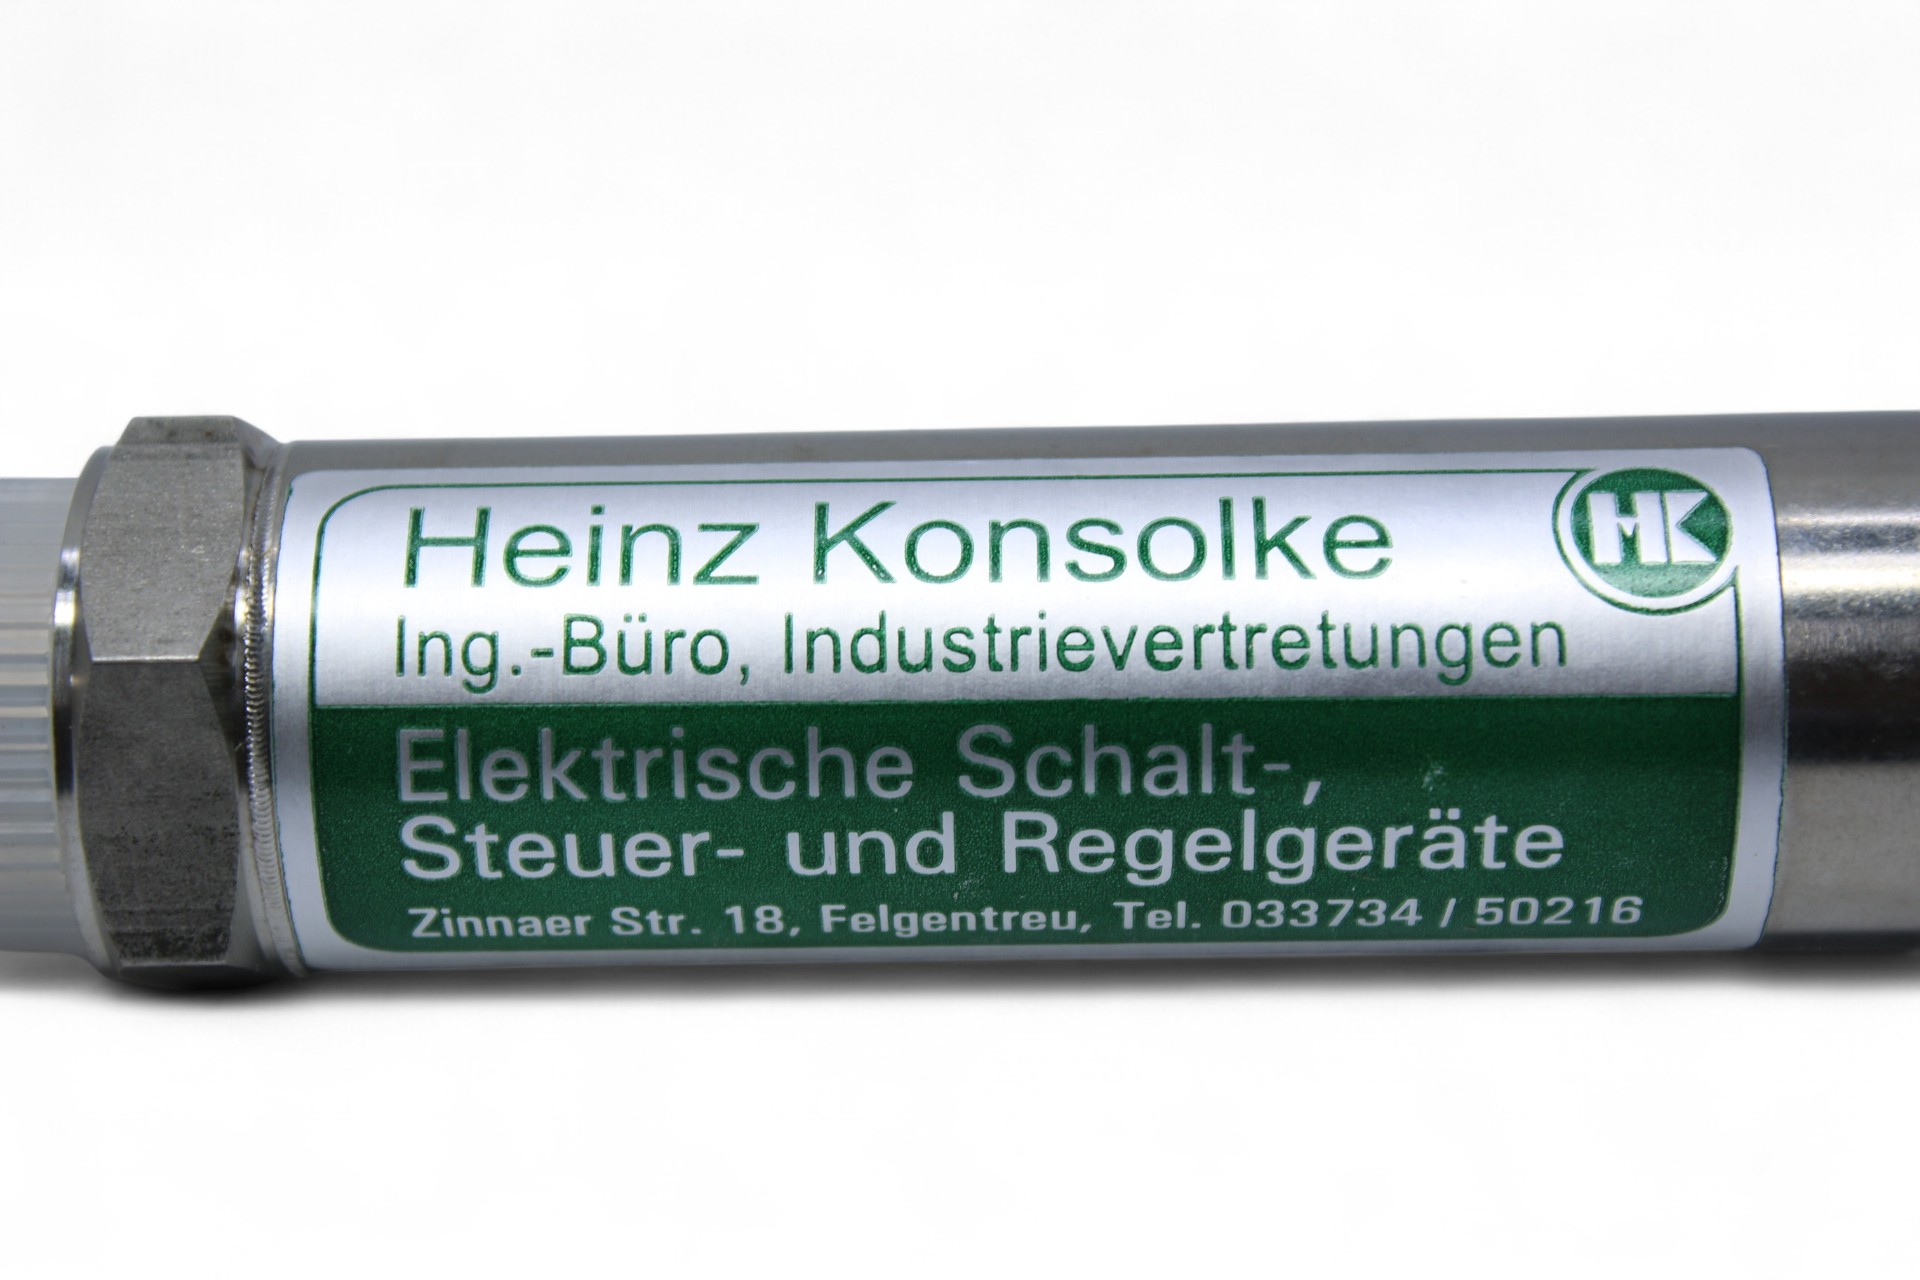 Heinz Konsolke
HK
Ing.-Büro, Industrievertretungen
Elektrische Schalt-,
Steuer- und Regelgeräte
Zinnaer Str. 18, Felgentreu, Tel. 033734 / 50216